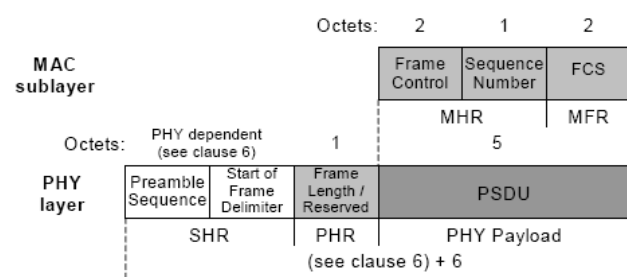 Octets: 2 1 2
MAC sublayer
Frame Control
Sequence Number
FCS
MHR
MFR
Octets:
PHY dependent
(see clause 6)
1
5
PHY layer
Preamble Sequence
Start of Frame Delimiter
Frame Length / Reserved
PSDU
SHR
PHR
PHY Payload
(see clause 6) + 6